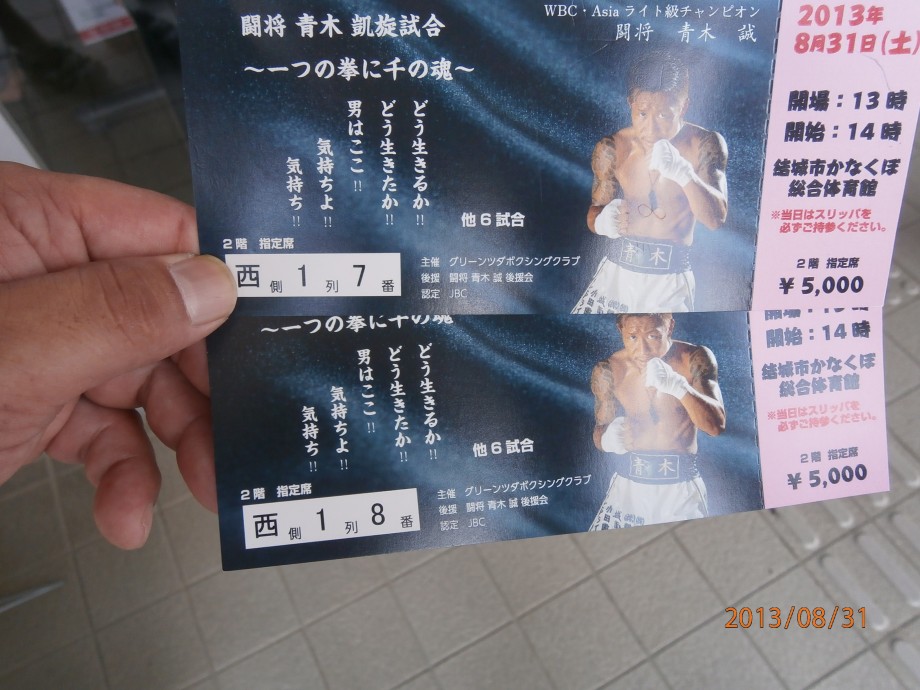 闘将 青木 凱旋試合
～一つの拳に千の魂～
WBC・Asia ライト級チャンピオン
闘将 青木 誠
どう生きるか!!
どう生きたか!!
男はここ!!
気持ちよ!!
気持ち!!
他6試合
2階 指定席
西側1列7番
主催 グリーンツダボクシングクラブ
後援 闘将 青木 誠 後援会
認定 JBC
青木
2013年
8月31日(土)
開場：13時
開始：14時
結城市かなくぼ
総合体育館
※当日はスリッパを
必ずご持参ください。
2階 指定席
¥5,000
～一つの拳に千の魂
どう生きるか!!
どう生きたか!!
男はここ!!
気持ちよ!!
気持ち!!
他6試合
2階 指定席
西側1列8番
主催 グリーンツダボクシングクラブ
後援 闘将 青木 誠 後援会
認定 JBC
青木
開場：13時
開始：14時
結城市かなくぼ
総合体育館
※当日はスリッパを
必ずご持参ください。
2階 指定席
¥5,000
2013/08/31